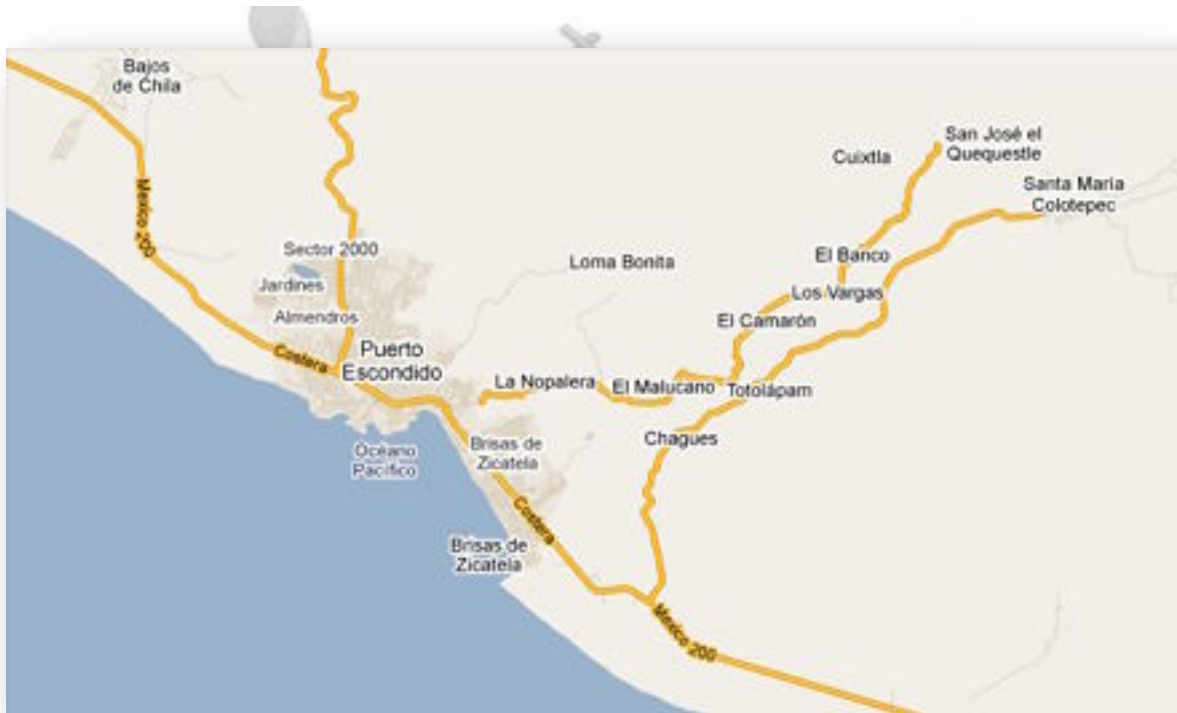 Bajos
de Chila
San José el
Quequestle
Cuixtla
Santa María
Colotepec
Mexico 200
Sector 2000
El Banco
Loma Bonita
Jardines
Los Vargas
Almendros
El Camarón
Puerto
Escondido
Costera
La Nopalera
El Malucano
Totolápam
Chagues
Océano
Pacífico
Brisas de
Zicatela
Costera
Brisas de
Zicatela
Mexico 200